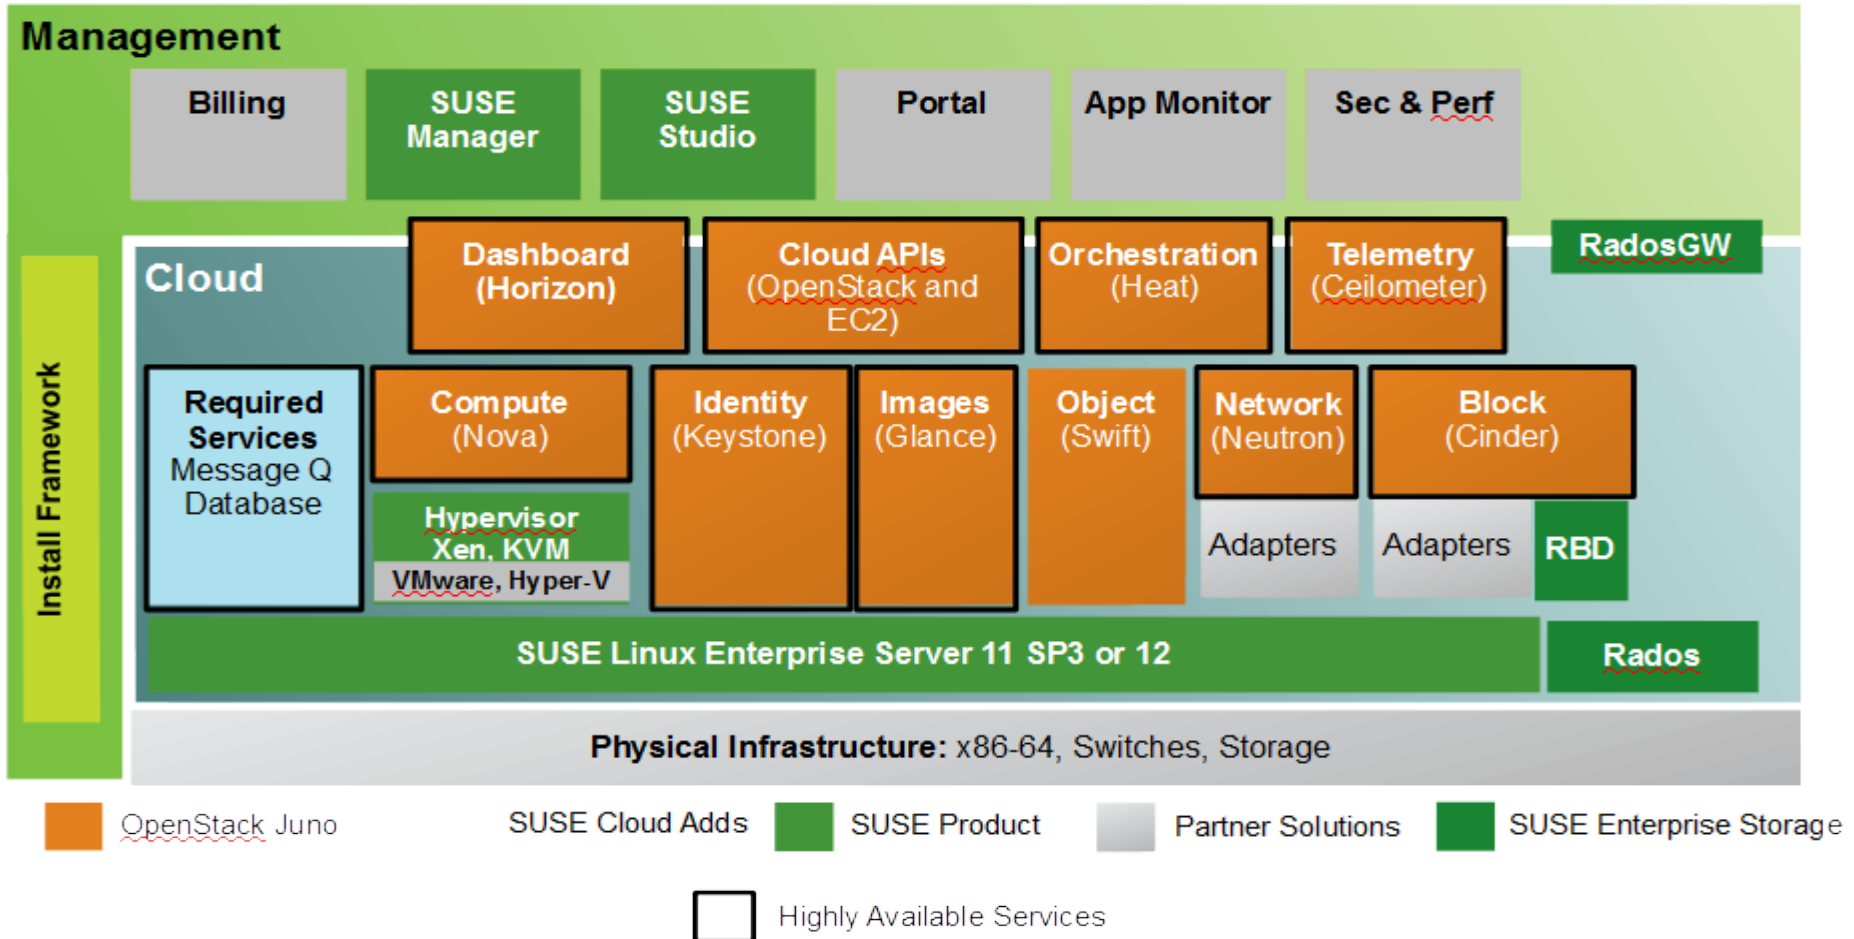 Management
Billing
SUSE
Manager
SUSE
Studio
Portal
App Monitor
Sec & Perf
Install Framework
Cloud
Dashboard
(Horizon)
Cloud APIs
(OpenStack and
EC2)
Orchestration
(Heat)
Telemetry
(Ceilometer)
RadosGW
Required
Services
Message Q
Database
Compute
(Nova)
Hypervisor
Xen, KVM
VMware, Hyper-V
Identity
(Keystone)
Images
(Glance)
Object
(Swift)
Network
(Neutron)
Adapters
Block
(Cinder)
Adapters
RBD
SUSE Linux Enterprise Server 11 SP3 or 12
Rados
Physical Infrastructure: x86-64, Switches, Storage
OpenStack Juno
SUSE Cloud Adds
SUSE Product
Partner Solutions
SUSE Enterprise Storage
Highly Available Services